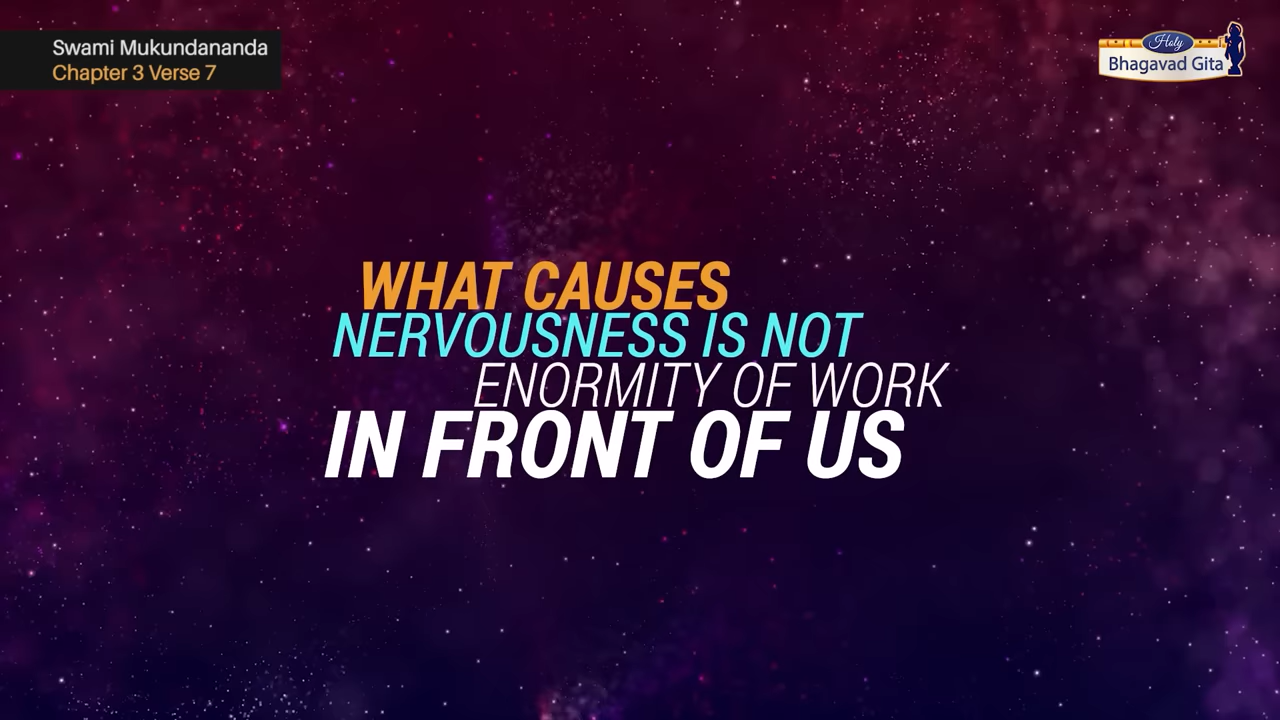 Swami Mukundananda
Chapter 3 Verse 7
Holy
Bhagavad Gita
WHAT CAUSES
NERVOUSNESS IS NOT
ENORMITY OF WORK
IN FRONT OF US